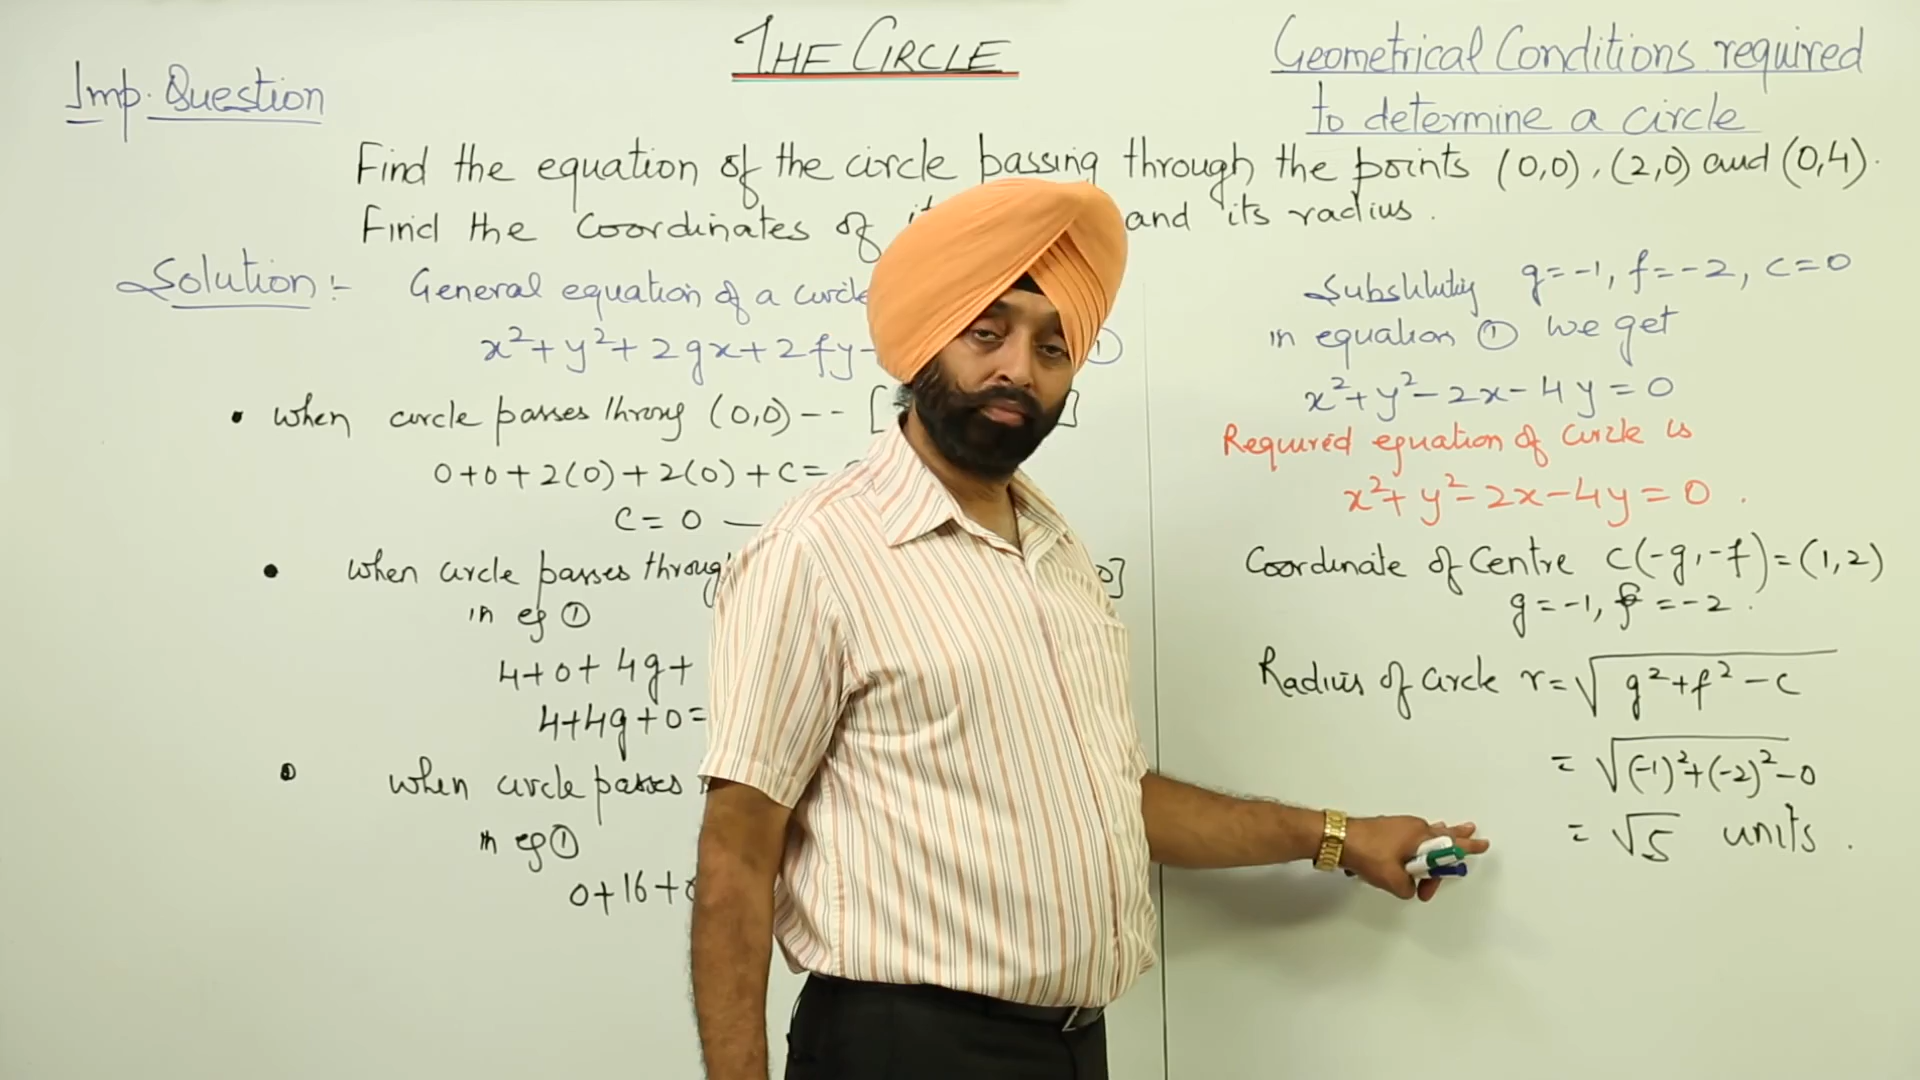 THE CIRCLE
Geometrical Conditions required
to determine a circle
Imp. Question
Find the equation of the circle passing through the points (0,0), (2,0) and (0,4).
Find the coordinates of and its radius.
Solution:- General equation of a circle
x²+y²+2gx+2fy ①
• when circle passes throug (0,0) -- [ ]
0+0+2(0)+2(0)+c=
c = 0 —
• when circle passes through 0]
in eq ①
4+0+4g+
4+4g+0=
• when circle passes
in eq ①
0+16+
Substituting g=-1, f=-2, c=0
in equation ① we get
x²+y²-2x-4y=0
Required equation of circle is
x²+y²-2x-4y=0.
Coordinate of Centre C(-g,-f)=(1,2)
g=-1, f=-2.
Radius of circle r=√g²+f²-c
= √(-1)²+(-2)²-0
= √5 units.